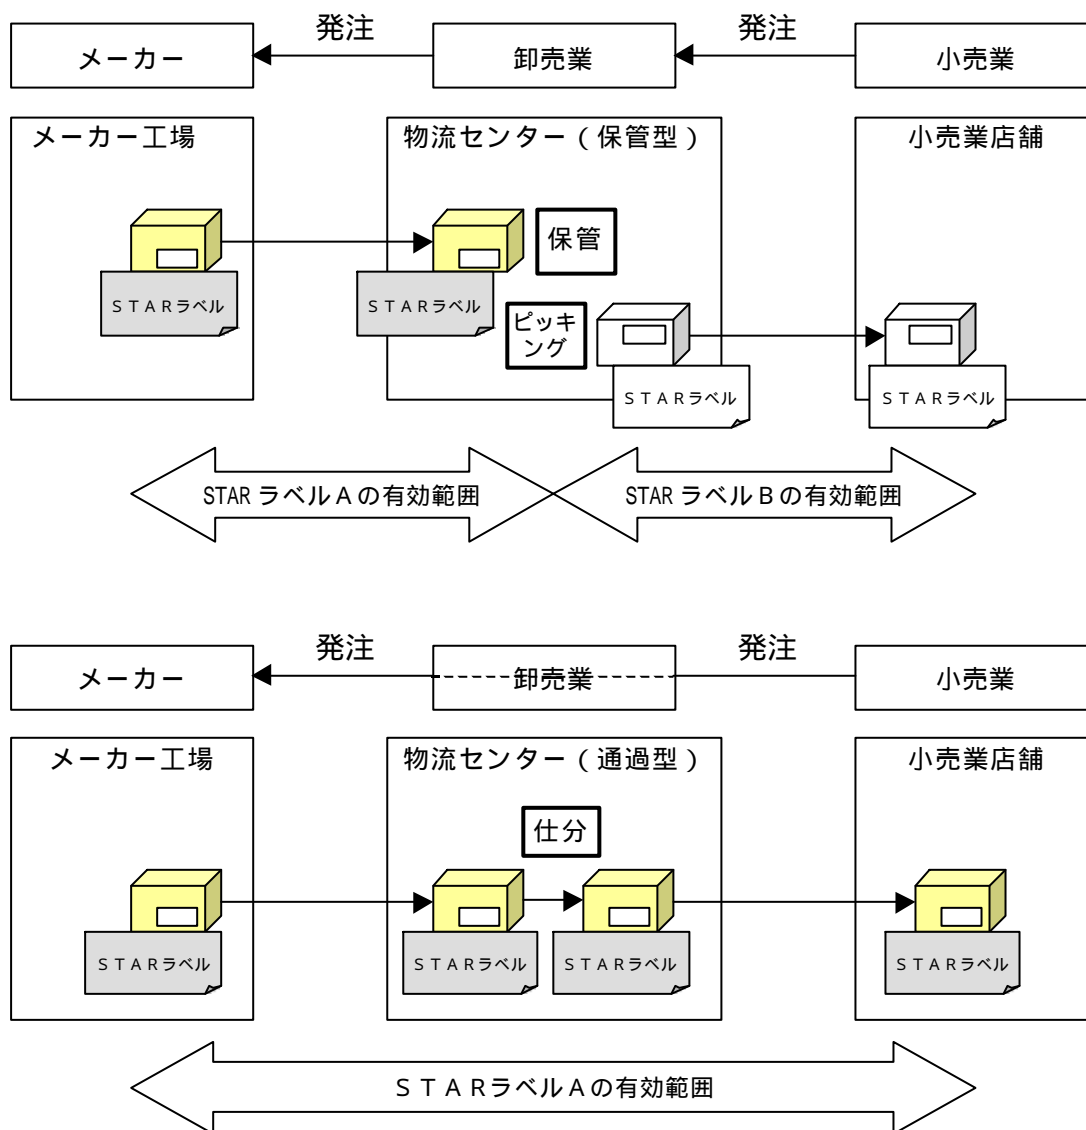 発注 発注
メーカー 卸売業 小売業
メーカー工場 物流センター（保管型） 小売業店舗
保管
ＳＴＡＲラベル ＳＴＡＲラベル
ピッキ
ング
ＳＴＡＲラベル ＳＴＡＲラベル
STAR ラベルＡの有効範囲 STAR ラベルＢの有効範囲
発注 発注
メーカー 卸売業 小売業
メーカー工場 物流センター（通過型） 小売業店舗
仕分
ＳＴＡＲラベル ＳＴＡＲラベル ＳＴＡＲラベル ＳＴＡＲラベル
ＳＴＡＲラベルＡの有効範囲